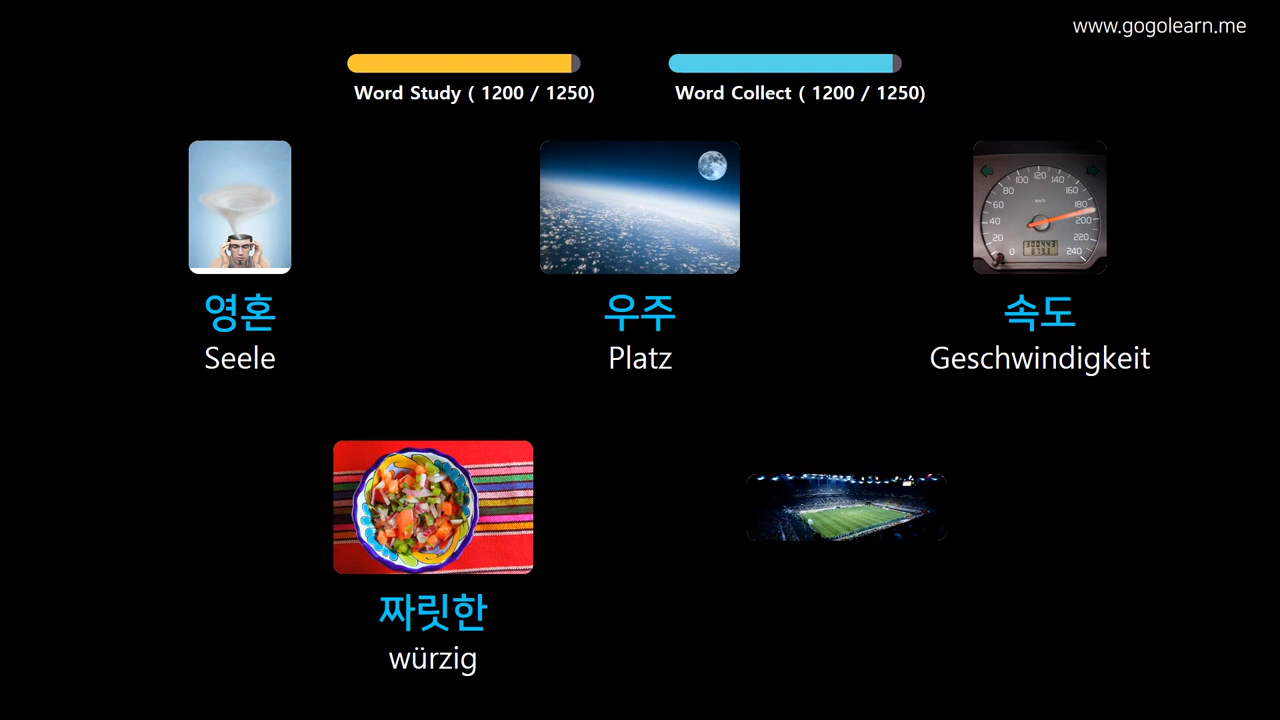 www.gogolearn.me
Word Study ( 1200 / 1250)
Word Collect ( 1200 / 1250)
영혼
Seele
우주
Platz
속도
Geschwindigkeit
짜릿한
würzig